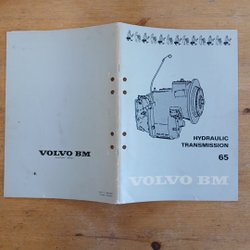 VOLVO BM
HYDRAULIC
TRANSMISSION
65
VOLVO BM